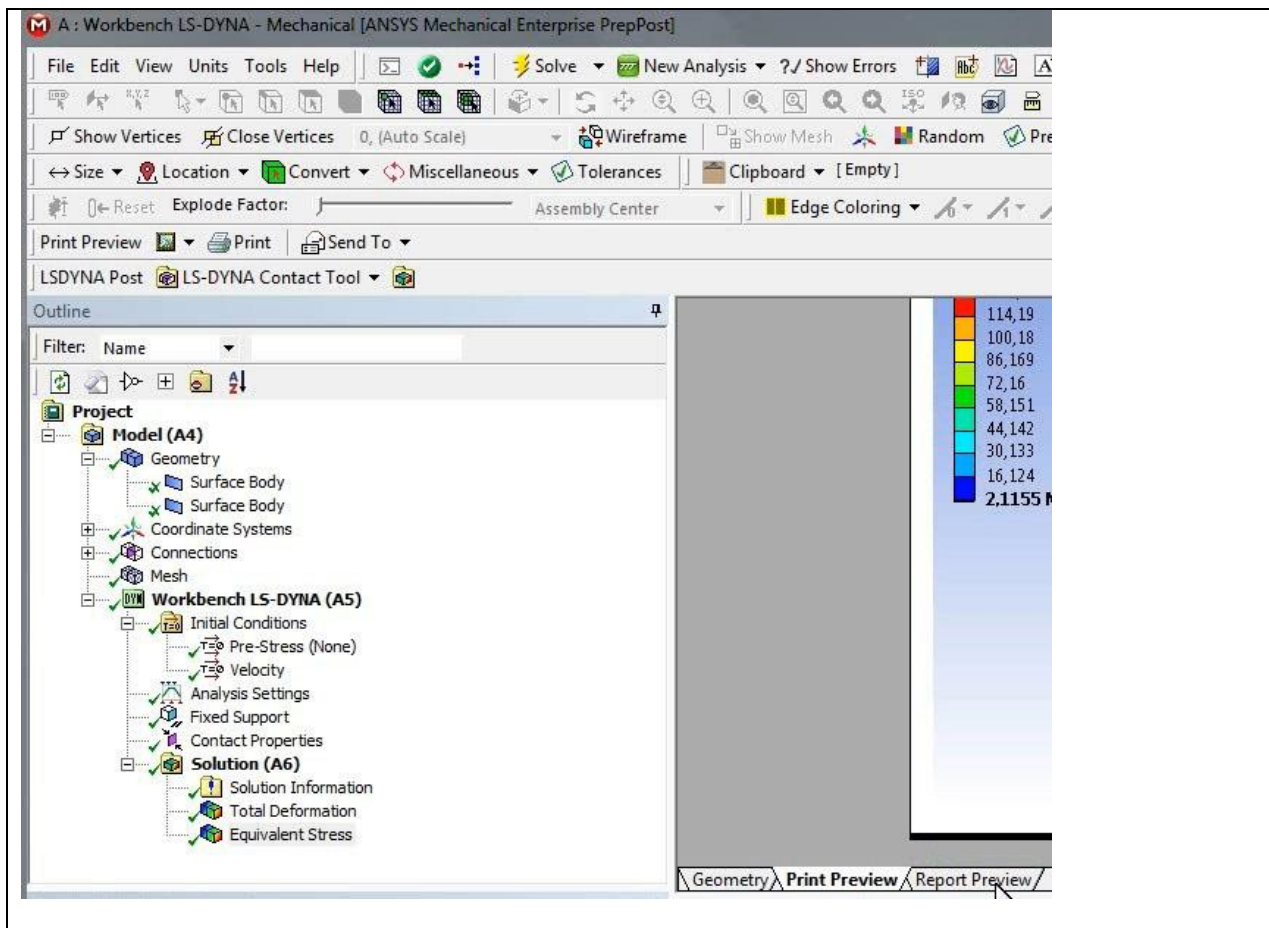 A : Workbench LS-DYNA - Mechanical [ANSYS Mechanical Enterprise PrepPost]
File Edit View Units Tools Help Solve New Analysis ?✓ Show Errors
Show Vertices Close Vertices 0, (Auto Scale) Wireframe Show Mesh Random Pre
Size Location Convert Miscellaneous Tolerances Clipboard [Empty]
Reset Explode Factor: Assembly Center Edge Coloring
Print Preview Print Send To
LSDYNA Post LS-DYNA Contact Tool
Outline
Filter: Name
Project
Model (A4)
Geometry
Surface Body
Surface Body
Coordinate Systems
Connections
Mesh
Workbench LS-DYNA (A5)
Initial Conditions
Pre-Stress (None)
Velocity
Analysis Settings
Fixed Support
Contact Properties
Solution (A6)
Solution Information
Total Deformation
Equivalent Stress
114,19
100,18
86,169
72,16
58,151
44,142
30,133
16,124
2,1155 M
Geometry Print Preview Report Preview